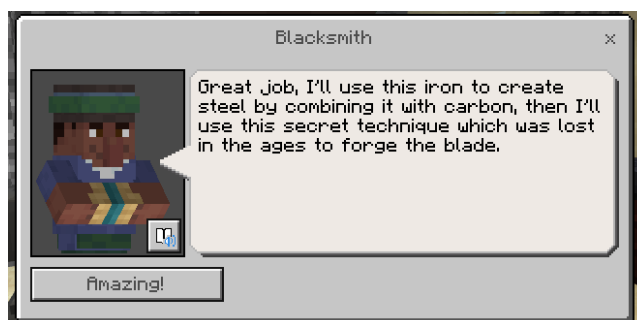 Blacksmith
x
Great job, I'll use this iron to create
steel by combining it with carbon, then I'll
use this secret technique which was lost
in the ages to forge the blade.
Amazing!